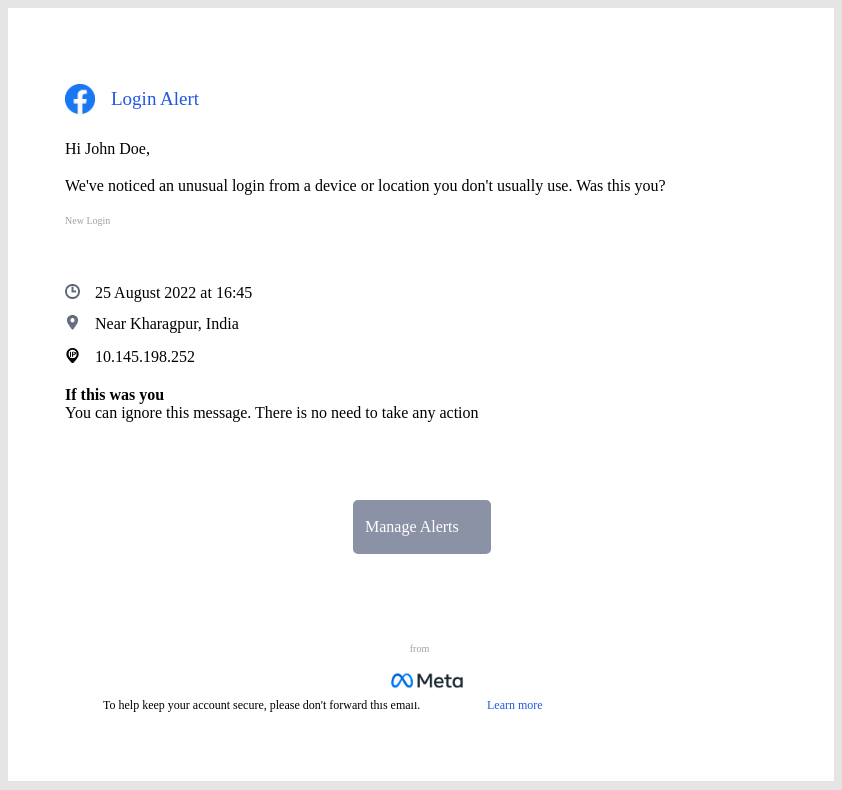 Login Alert
Hi John Doe,
We've noticed an unusual login from a device or location you don't usually use. Was this you?
New Login
25 August 2022 at 16:45
Near Kharagpur, India
IP 10.145.198.252
If this was you
You can ignore this message. There is no need to take any action
Manage Alerts
from
Meta
To help keep your account secure, please don't forward this email. Learn more